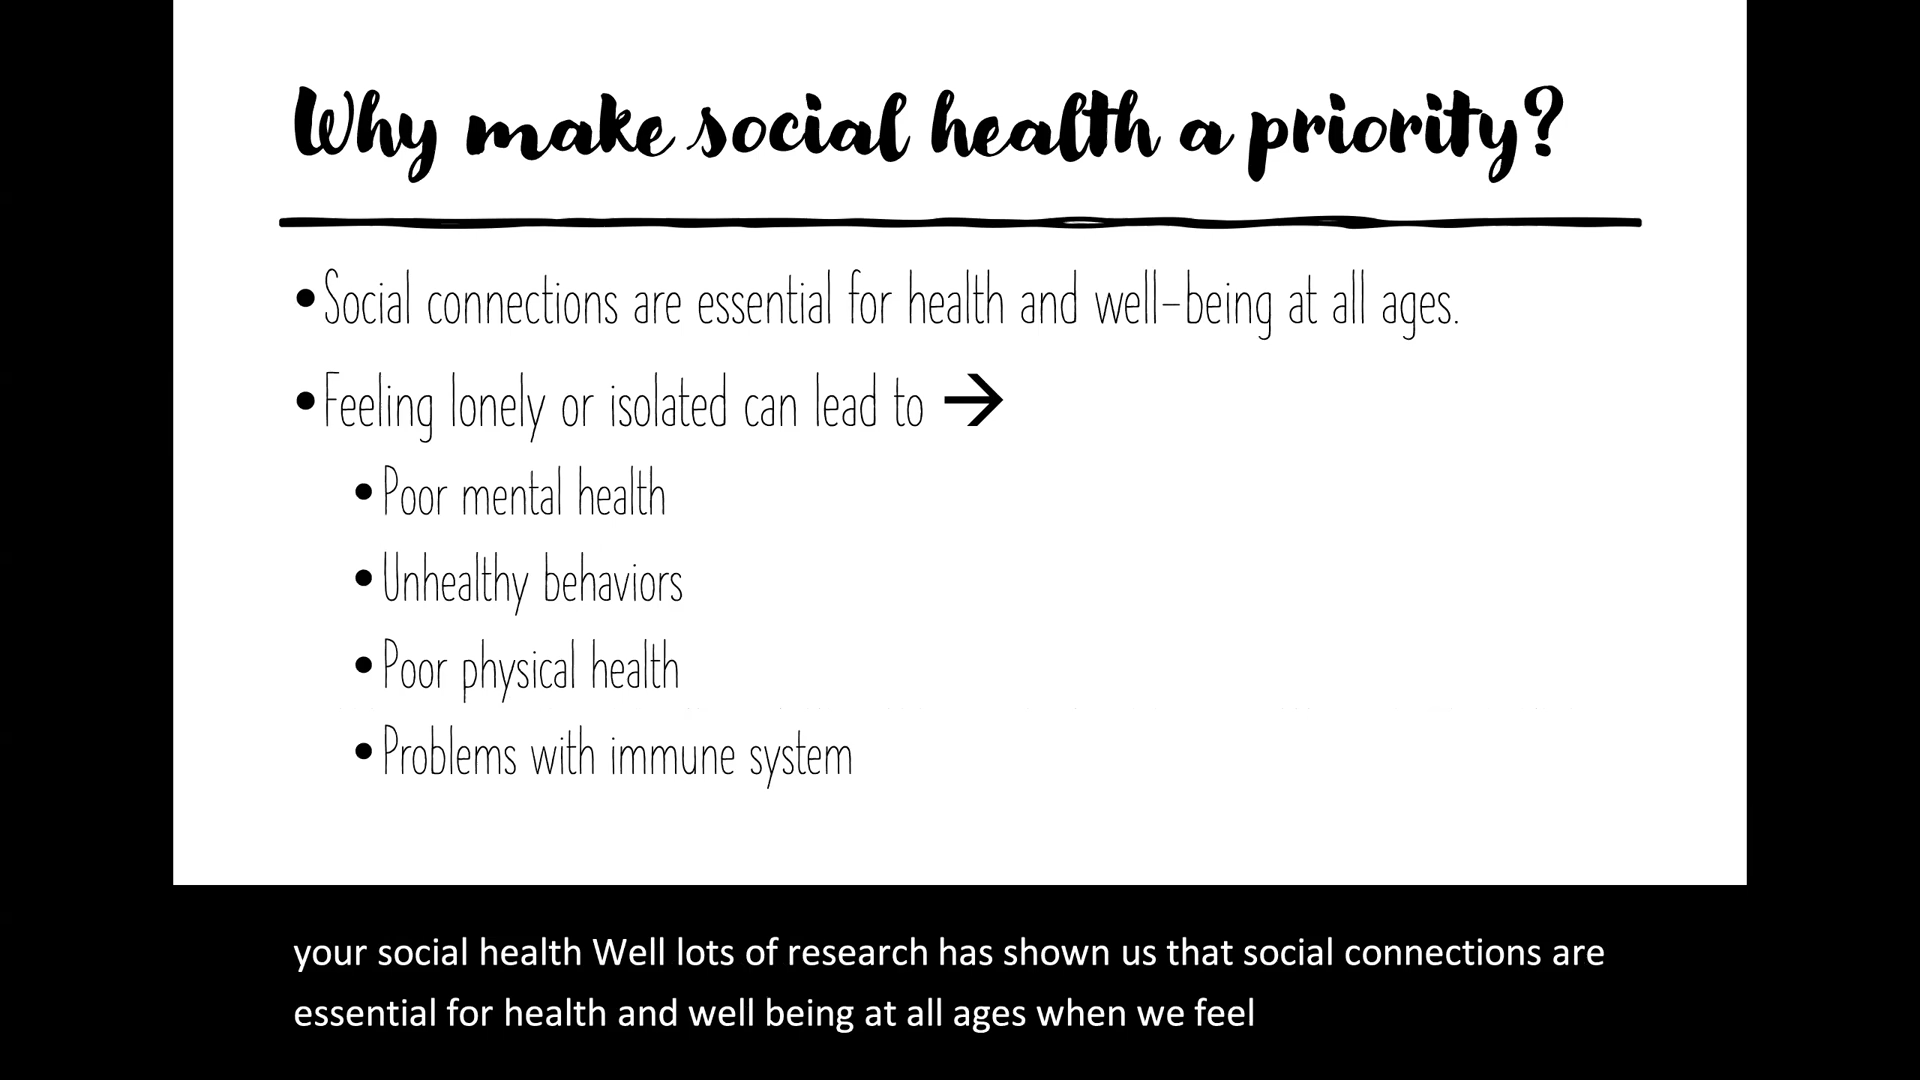 Why make social health a priority?
•Social connections are essential for health and well-being at all ages.
•Feeling lonely or isolated can lead to →
•Poor mental health
•Unhealthy behaviors
•Poor physical health
•Problems with immune system
your social health Well lots of research has shown us that social connections are
essential for health and well being at all ages when we feel